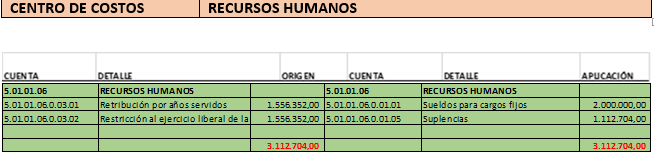 CENTRO DE COSTOS RECURSOS HUMANOS
CUENTA DETALLE ORIGEN CUENTA DETALLE APLICACIÓN
5.01.01.06 RECURSOS HUMANOS 5.01.01.06 RECURSOS HUMANOS
5.01.01.06.0.03.01 Retribución por años servidos 1.556.352,00 5.01.01.06.0.01.01 Sueldos para cargos fijos 2.000.000,00
5.01.01.06.0.03.02 Restricción al ejercicio liberal de la 1.556.352,00 5.01.01.06.0.01.05 Suplencias 1.112.704,00
3.112.704,00 3.112.704,00